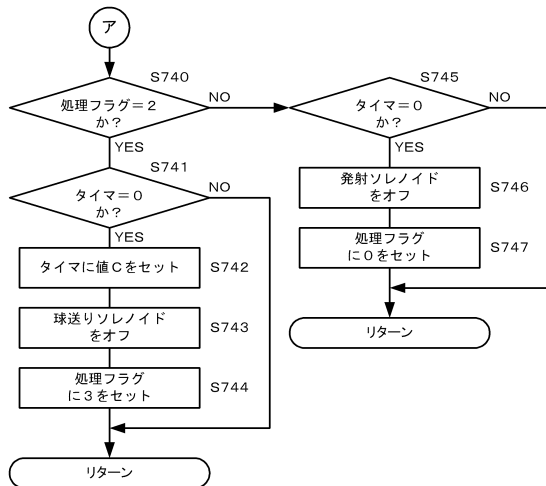 ア
S740
処理フラグ＝2
か？
NO
YES
S741
タイマ＝0
か？
NO
YES
タイマに値Cをセット
S742
球送りソレノイド
をオフ
S743
処理フラグ
に3をセット
S744
リターン
S745
タイマ＝0
か？
NO
YES
発射ソレノイド
をオフ
S746
処理フラグ
に0をセット
S747
リターン